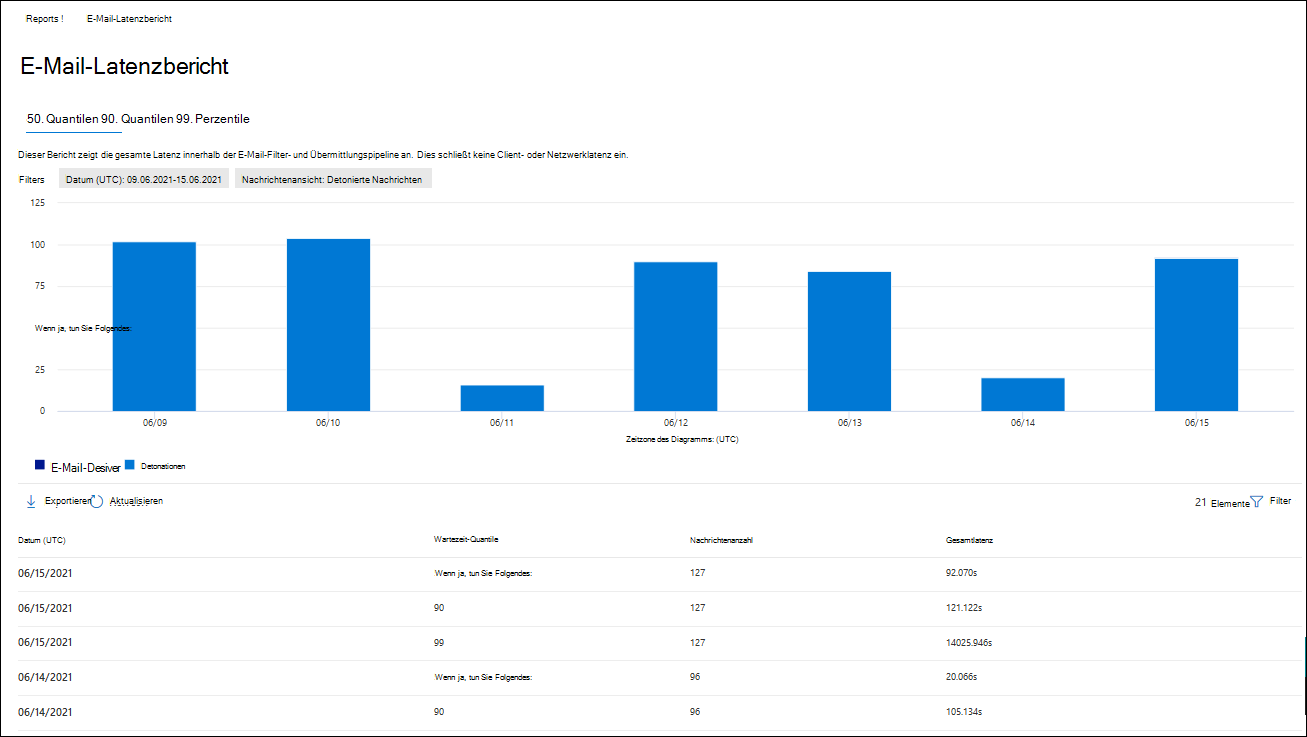 Reports ! E-Mail-Latenzbericht
E-Mail-Latenzbericht
50. Quantilen 90. Quantilen 99. Perzentile
Dieser Bericht zeigt die gesamte Latenz innerhalb der E-Mail-Filter- und Übermittlungspipeline an. Dies schließt keine Client- oder Netzwerklatenz ein.
Filters Datum (UTC): 09.06.2021-15.06.2021 Nachrichtenansicht: Detonierte Nachrichten
125
100
75
Wenn ja, tun Sie Folgendes:
25
0
06/09 06/10 06/11 06/12 06/13 06/14 06/15
Zeitzone des Diagramms: (UTC)
E-Mail-Desiver Detonationen
Exportieren Aktualisieren 21 Elemente Filter
Datum (UTC) Wartezeit-Quantile Nachrichtenanzahl Gesamtlatenz
06/15/2021 Wenn ja, tun Sie Folgendes: 127 92.070s
06/15/2021 90 127 121.122s
06/15/2021 99 127 14025.946s
06/14/2021 Wenn ja, tun Sie Folgendes: 96 20.066s
06/14/2021 90 96 105.134s